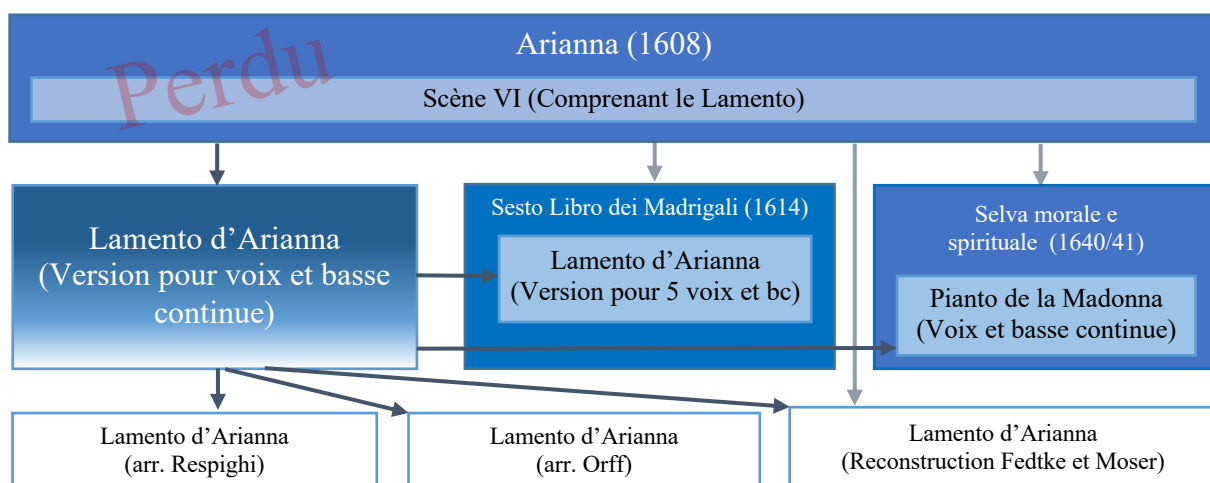 Arianna (1608)
Perdu
Scène VI (Comprenant le Lamento)
Lamento d’Arianna
(Version pour voix et basse
continue)
Sesto Libro dei Madrigali (1614)
Lamento d’Arianna
(Version pour 5 voix et bc)
Selva morale e
spirituale (1640/41)
Pianto de la Madonna
(Voix et basse continue)
Lamento d’Arianna
(arr. Respighi)
Lamento d’Arianna
(arr. Orff)
Lamento d’Arianna
(Reconstruction Fedtke et Moser)